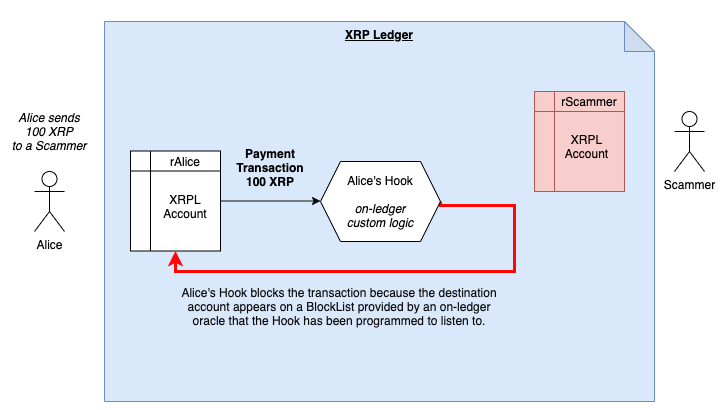 XRP Ledger
Alice sends
100 XRP
to a Scammer
Alice
rAlice
XRPL
Account
Payment
Transaction
100 XRP
Alice's Hook
on-ledger
custom logic
rScammer
XRPL
Account
Scammer
Alice's Hook blocks the transaction because the destination
account appears on a BlockList provided by an on-ledger
oracle that the Hook has been programmed to listen to.